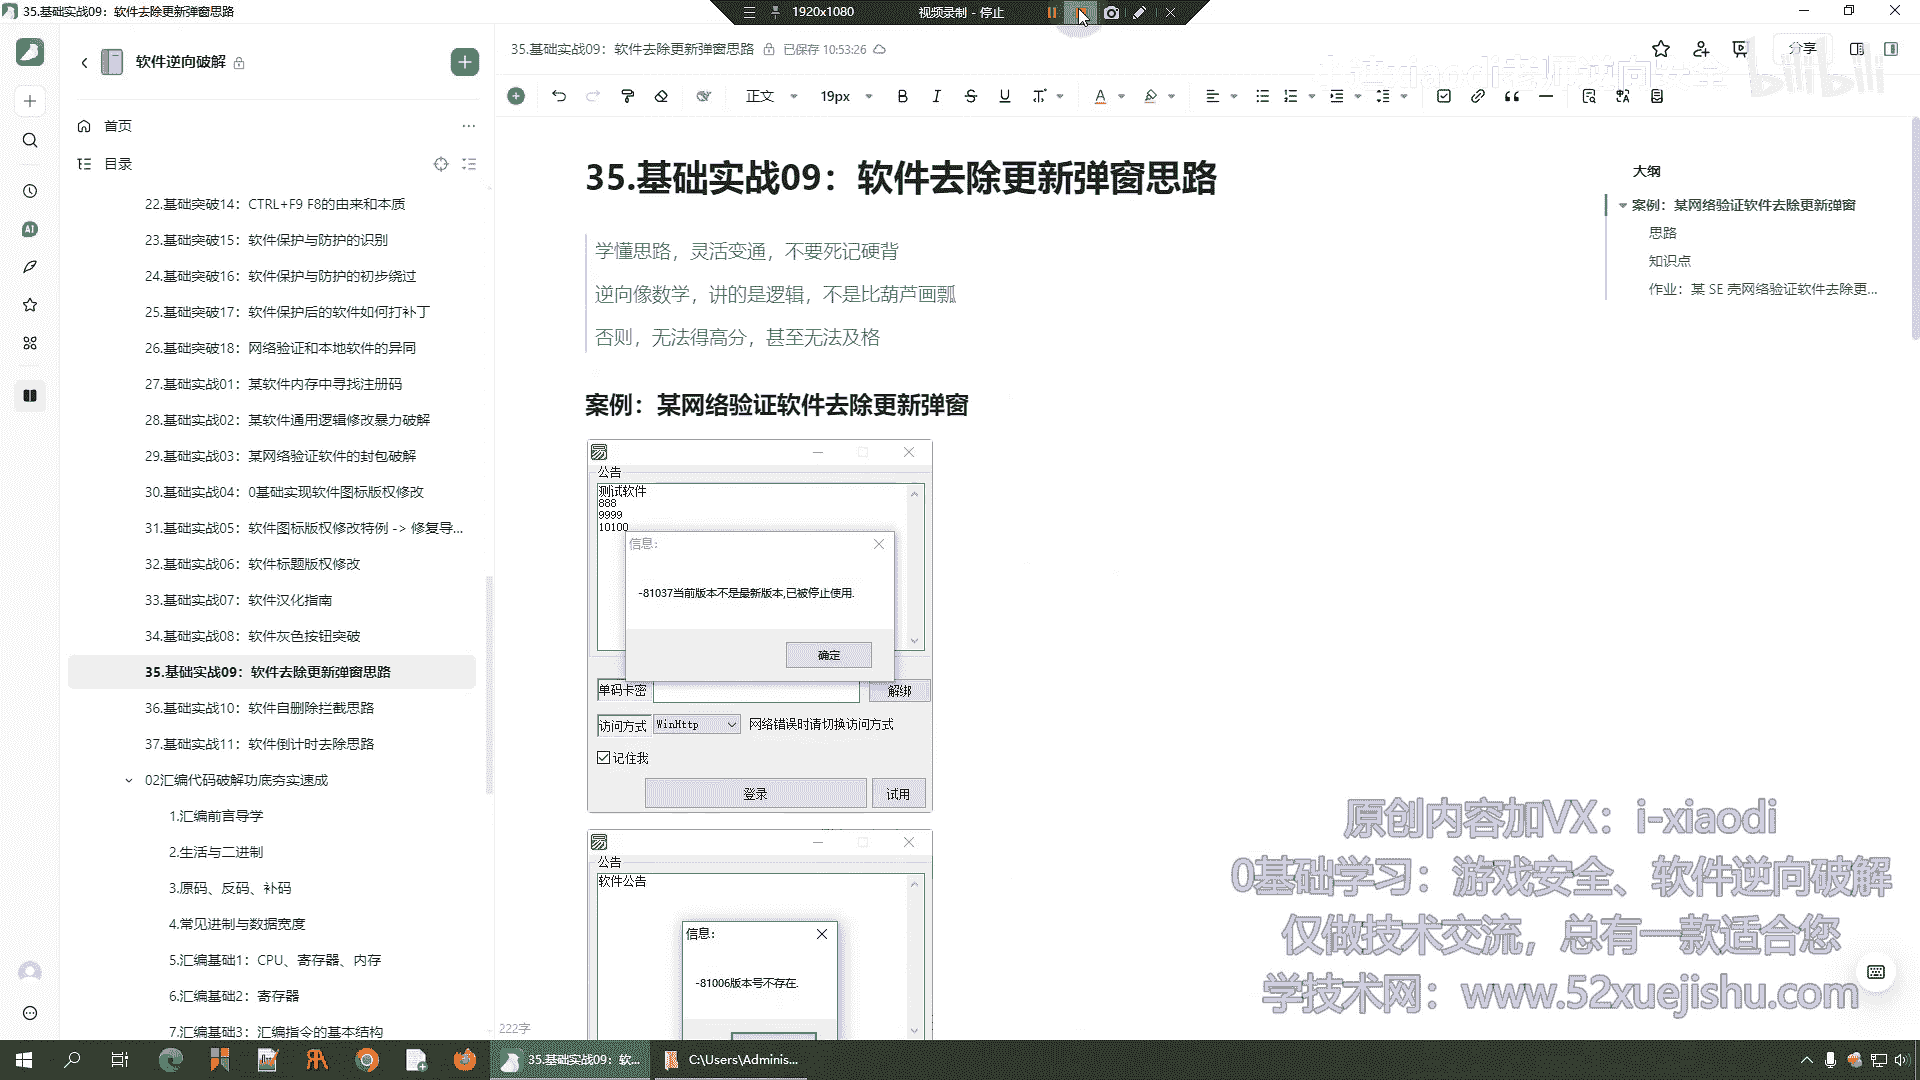 35.基础实战09：软件去除更新弹窗思路
1920x1080
视频录制 - 停止
软件逆向破解
35.基础实战09：软件去除更新弹窗思路
已保存 10:53:26
分享
bilibili
正文
19px
首页
目录
22.基础突破14：CTRL+F9 F8的由来和本质
23.基础突破15：软件保护与防护的识别
24.基础突破16：软件保护与防护的初步绕过
25.基础突破17：软件保护后的软件如何打补丁
26.基础突破18：网络验证和本地软件的异同
27.基础实战01：某软件内存中寻找注册码
28.基础实战02：某软件通用逻辑修改暴力破解
29.基础实战03：某网络验证软件的封包破解
30.基础实战04：0基础实现软件图标版权修改
31.基础实战05：软件图标版权修改特例 -> 修复导...
32.基础实战06：软件标题版权修改
33.基础实战07：软件汉化指南
34.基础实战08：软件灰色按钮突破
35.基础实战09：软件去除更新弹窗思路
36.基础实战10：软件自删除拦截思路
37.基础实战11：软件倒计时去除思路
02汇编代码破解功底夯实速成
1.汇编前言导学
2.生活与二进制
3.原码、反码、补码
4.常见进制与数据宽度
5.汇编基础1：CPU、寄存器、内存
6.汇编基础2：寄存器
7.汇编基础3：汇编指令的基本结构
35.基础实战09：软件去除更新弹窗思路
学懂思路，灵活变通，不要死记硬背
逆向像数学，讲的是逻辑，不是比葫芦画瓢
否则，无法得高分，甚至无法及格
案例：某网络验证软件去除更新弹窗
公告
测试软件
888
9999
10100
信息：
-81037当前版本不是最新版本,已被停止使用.
确定
单码卡密
解绑
访问方式
WinHttp
网络错误时请切换访问方式
记住我
登录
试用
公告
软件公告
信息：
-81006版本号不存在.
222字
大纲
案例：某网络验证软件去除更新弹窗
思路
知识点
作业：某 SE 壳网络验证软件去除更...
原创内容加VX：i-xiaodi
0基础学习：游戏安全、软件逆向破解
仅做技术交流，总有一款适合您
学技术网：www.52xuejishu.com
35.基础实战09：软...
C:\Users\Adminis...